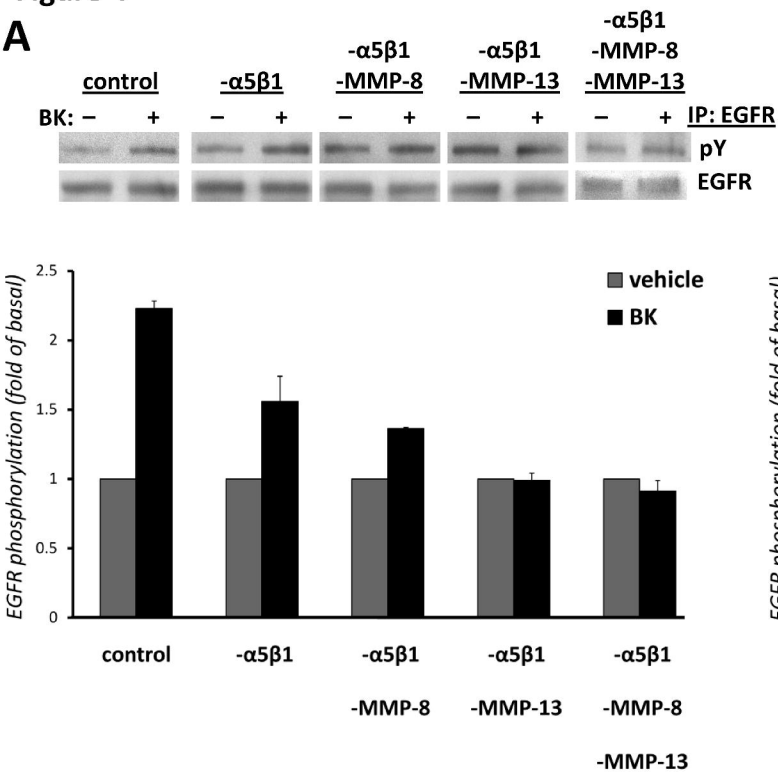 A
-α5β1
-α5β1 -α5β1 -MMP-8
control -α5β1 -MMP-8 -MMP-13 -MMP-13
BK: – + – + – + – + – + IP: EGFR
pY
EGFR
EGFR phosphorylation (fold of basal)
2.5
2
1.5
1
0.5
0
vehicle
BK
control -α5β1 -α5β1 -α5β1 -α5β1
-MMP-8 -MMP-13 -MMP-8
-MMP-13